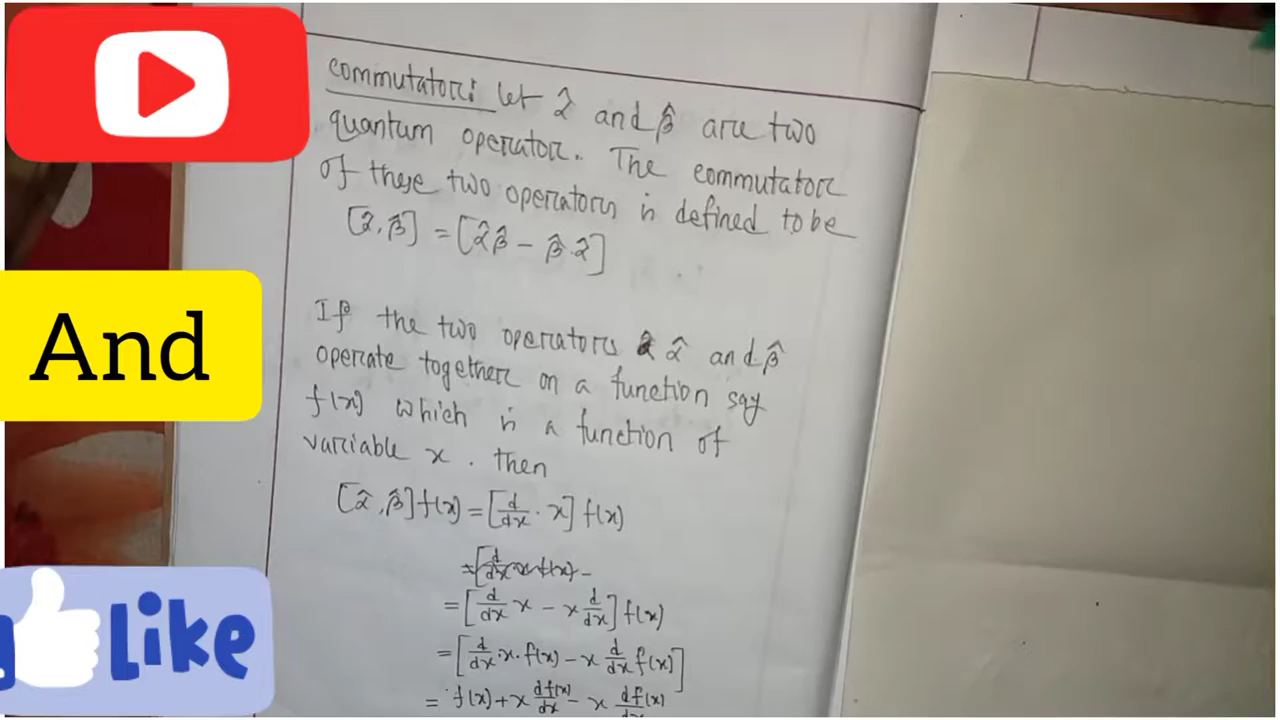 commutator: let α̂ and β̂ are two
quantum operator. The commutator
of these two operators is defined to be
[α̂, β̂] = [α̂β̂ - β̂.α̂]
If the two operators α̂ and β̂
operate together on a function say
f(x) which is a function of
variable x. then
[α̂, β̂]f(x) = [d/dx . x] f(x)
= [d/dx x - x d/dx] f(x)
= [d/dx . x. f(x) - x d/dx f(x)]
= f(x) + x df(x)/dx - x df(x)/dx
And
like